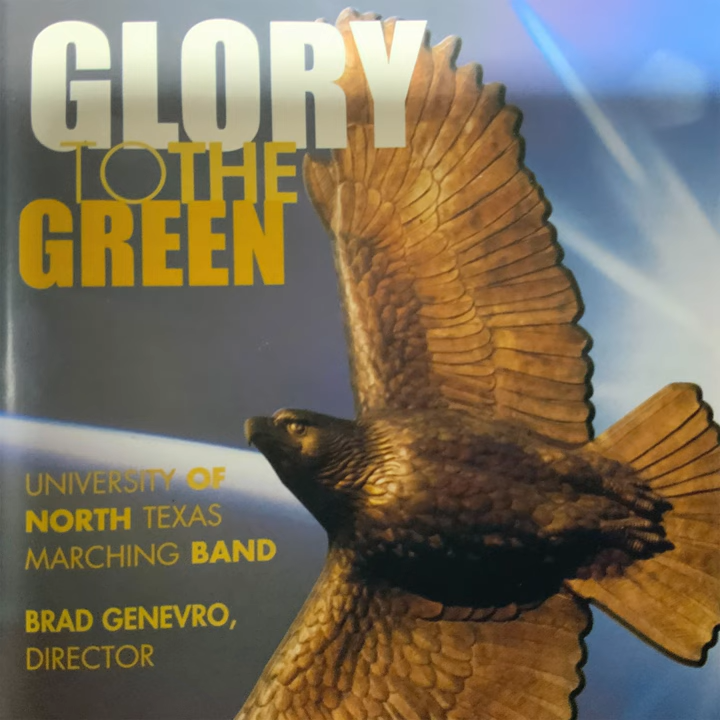 GLORY
TO THE
GREEN
UNIVERSITY OF
NORTH TEXAS
MARCHING BAND
BRAD GENEVRO,
DIRECTOR